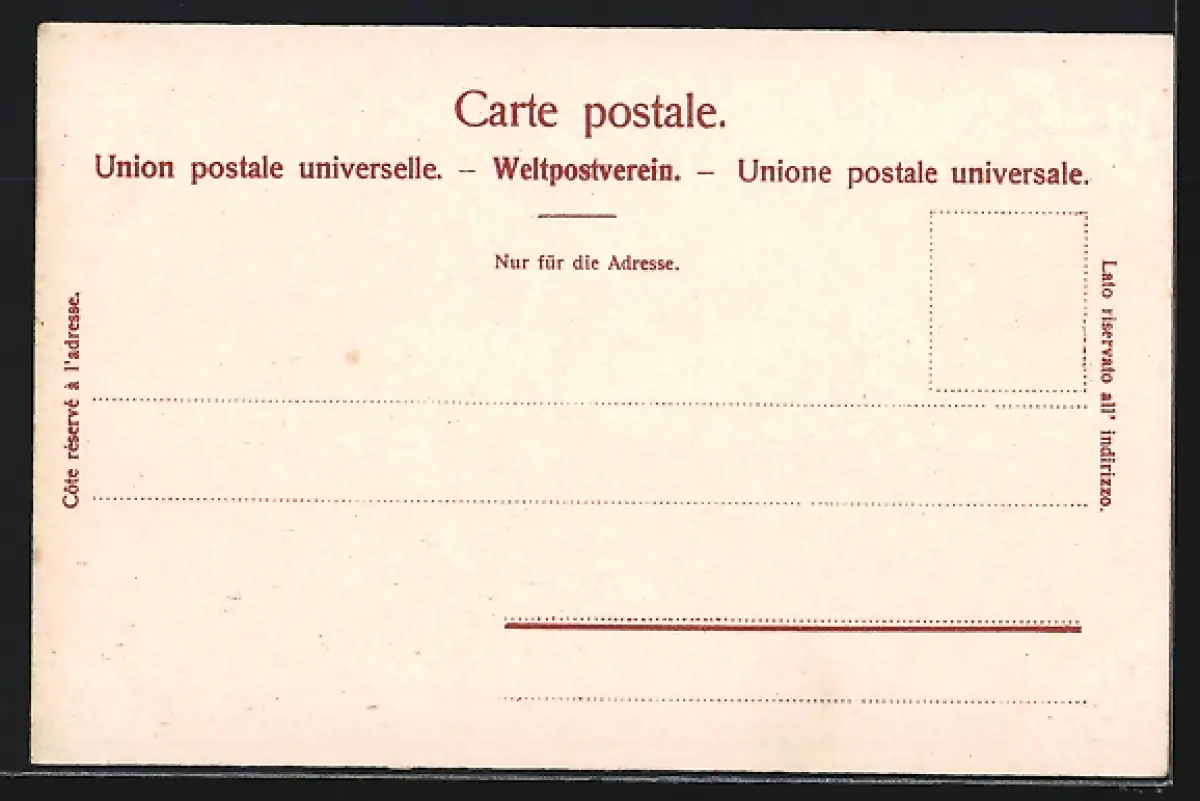 Carte postale.
Union postale universelle. – Weltpostverein. – Unione postale universale.
Nur für die Adresse.
Côte réservé à l'adresse.
Lato riservato all' indirizzo.